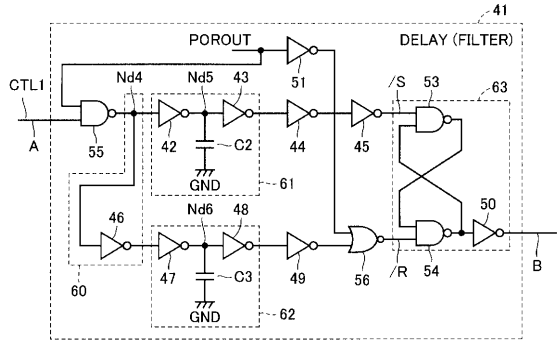 41
POROUT
DELAY (FILTER)
51
Nd4
Nd5
43
/S
53
63
CTL1
A
55
42
C2
44
45
GND
61
46
Nd6
48
50
60
47
C3
49
56
/R
54
B
GND
62